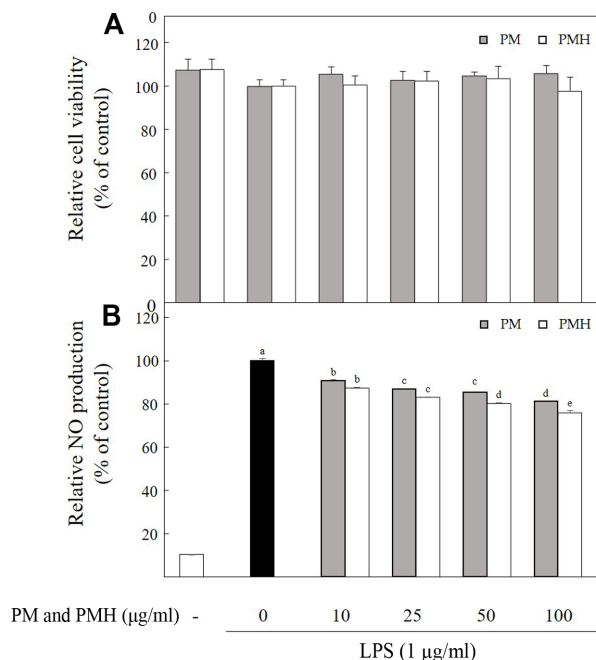 A
0
120
100
80
60
40
20
0
Relative cell viability
(% of control)
PM PMH
B
120
100
80
60
40
20
Relative NO production
(% of control)
PM PMH
a
b b
c c
c d
d e
PM and PMH (μg/ml) - 0 10 25 50 100
LPS (1 μg/ml)